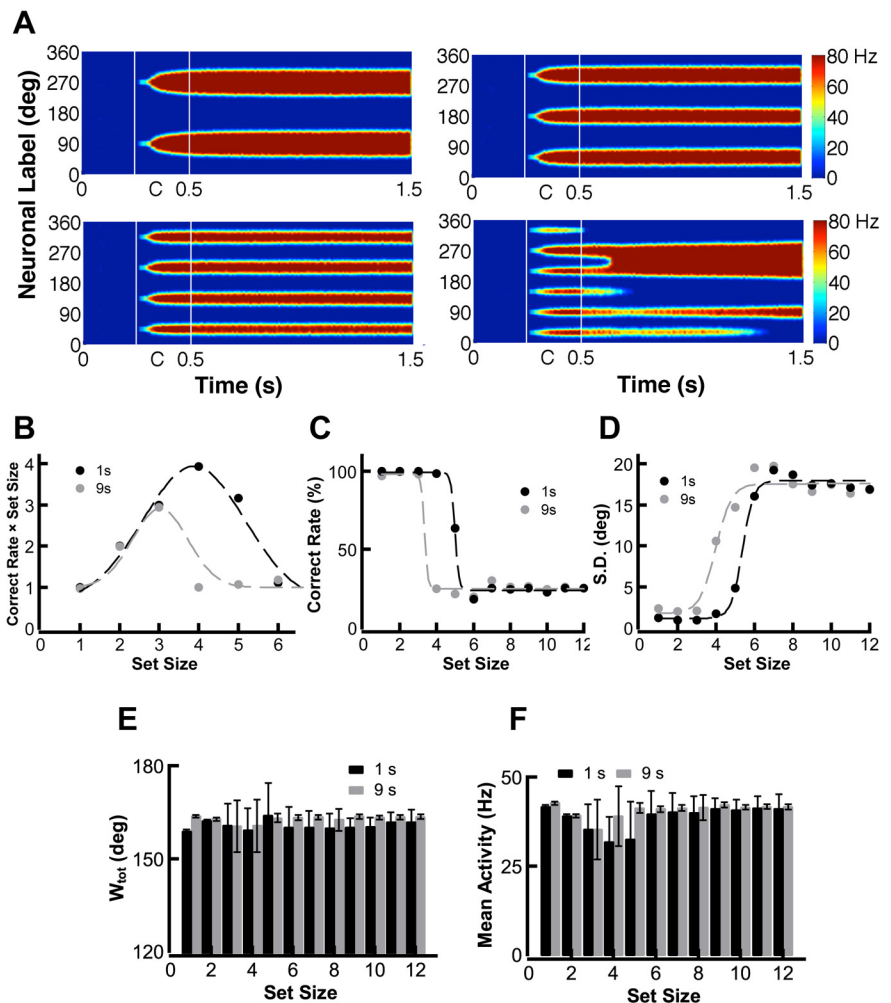 A
Neuronal Label (deg)
360
270
180
90
0
0 C 0.5 1.5
360
270
180
90
0
0 C 0.5 1.5
80 Hz
60
40
20
0
360
270
180
90
0
0 C 0.5 1.5
Time (s)
360
270
180
90
0
0 C 0.5 1.5
Time (s)
80 Hz
60
40
20
0
B
Correct Rate × Set Size
4
3
2
1
0
1s
9s
0 1 2 3 4 5 6
Set Size
C
Correct Rate (%)
100
50
0
1s
9s
0 2 4 6 8 10 12
Set Size
D
S.D. (deg)
20
15
10
5
0
1s
9s
0 2 4 6 8 10 12
Set Size
E
Wtot (deg)
180
160
120
1 s
9 s
0 2 4 6 8 10 12
Set Size
F
Mean Activity (Hz)
50
25
0
1 s 9 s
0 2 4 6 8 10 12
Set Size